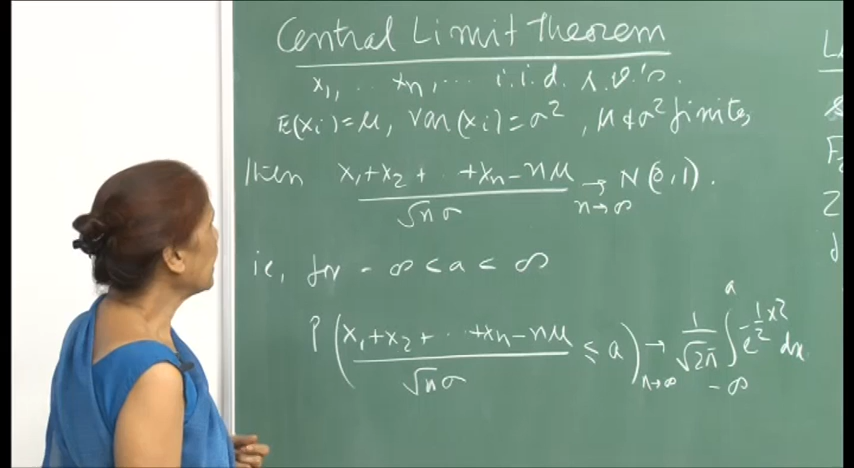 Central Limit Theorem
x₁, .. xₙ, ... i.i.d. r.v.'s.
E(xᵢ) = μ, Var(xᵢ) = σ², μ & σ² finite,
Then (x₁+x₂+ .. +xₙ−nμ)/(√n σ) →_{n→∞} N(0,1).
ie, for −∞ < a < ∞
P((x₁+x₂+ .. +xₙ−nμ)/(√n σ) ≤ a) →_{n→∞} 1/√2π ∫_{−∞}^{a} e^{−½x²} dx